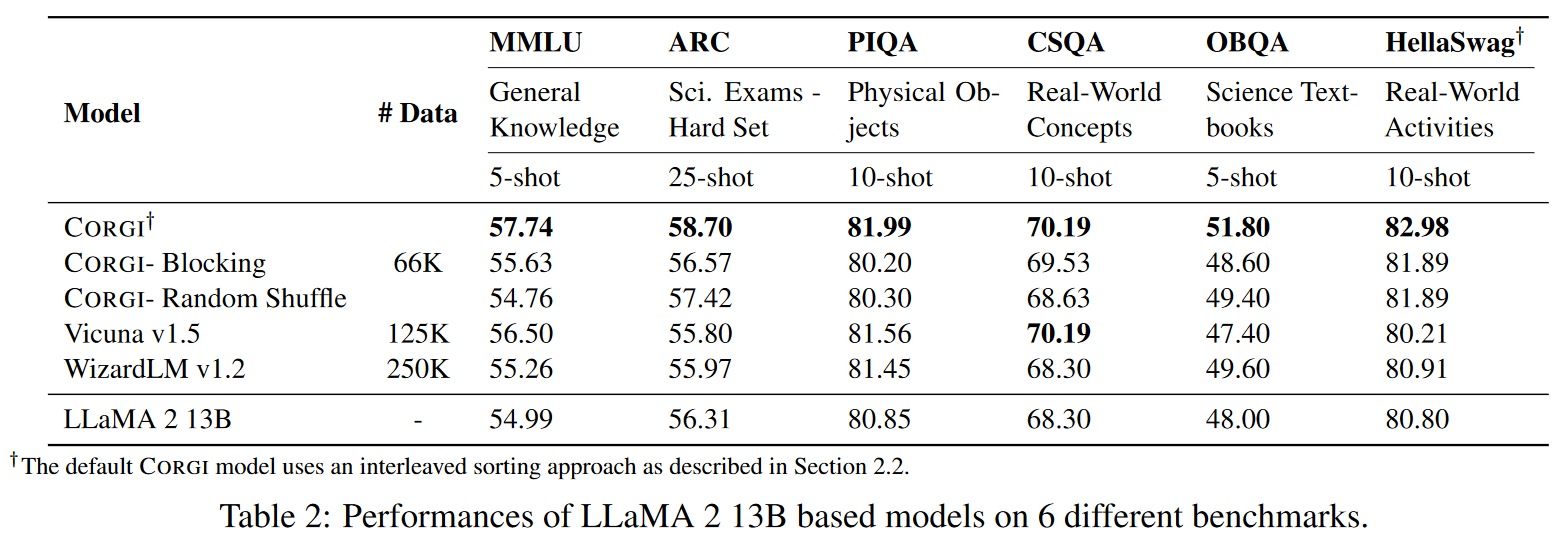 MMLU ARC PIQA CSQA OBQA HellaSwag†
Model # Data General Sci. Exams - Physical Ob- Real-World Science Text- Real-World
Knowledge Hard Set jects Concepts books Activities
5-shot 25-shot 10-shot 10-shot 5-shot 10-shot
CORGI† 57.74 58.70 81.99 70.19 51.80 82.98
CORGI- Blocking 66K 55.63 56.57 80.20 69.53 48.60 81.89
CORGI- Random Shuffle 54.76 57.42 80.30 68.63 49.40 81.89
Vicuna v1.5 125K 56.50 55.80 81.56 70.19 47.40 80.21
WizardLM v1.2 250K 55.26 55.97 81.45 68.30 49.60 80.91
LLaMA 2 13B - 54.99 56.31 80.85 68.30 48.00 80.80
†The default CORGI model uses an interleaved sorting approach as described in Section 2.2.
Table 2: Performances of LLaMA 2 13B based models on 6 different benchmarks.